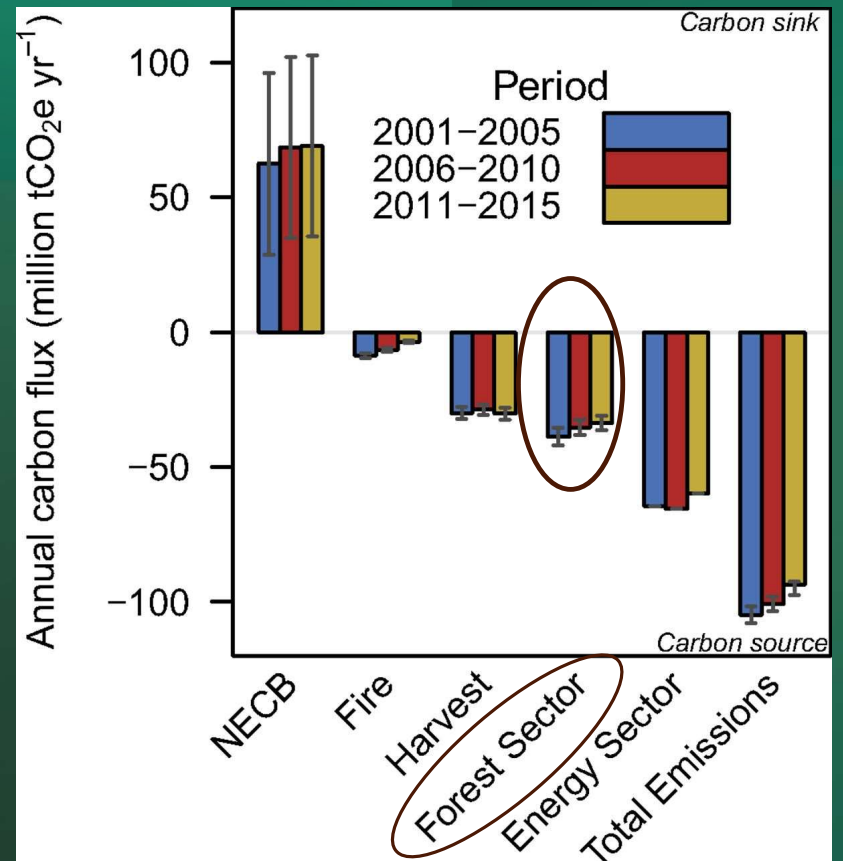 Annual carbon flux (million tCO₂e yr⁻¹)
Carbon sink
100
50
0
−50
−100
Period
2001−2005
2006−2010
2011−2015
Carbon source
NECB
Fire
Harvest
Forest Sector
Energy Sector
Total Emissions